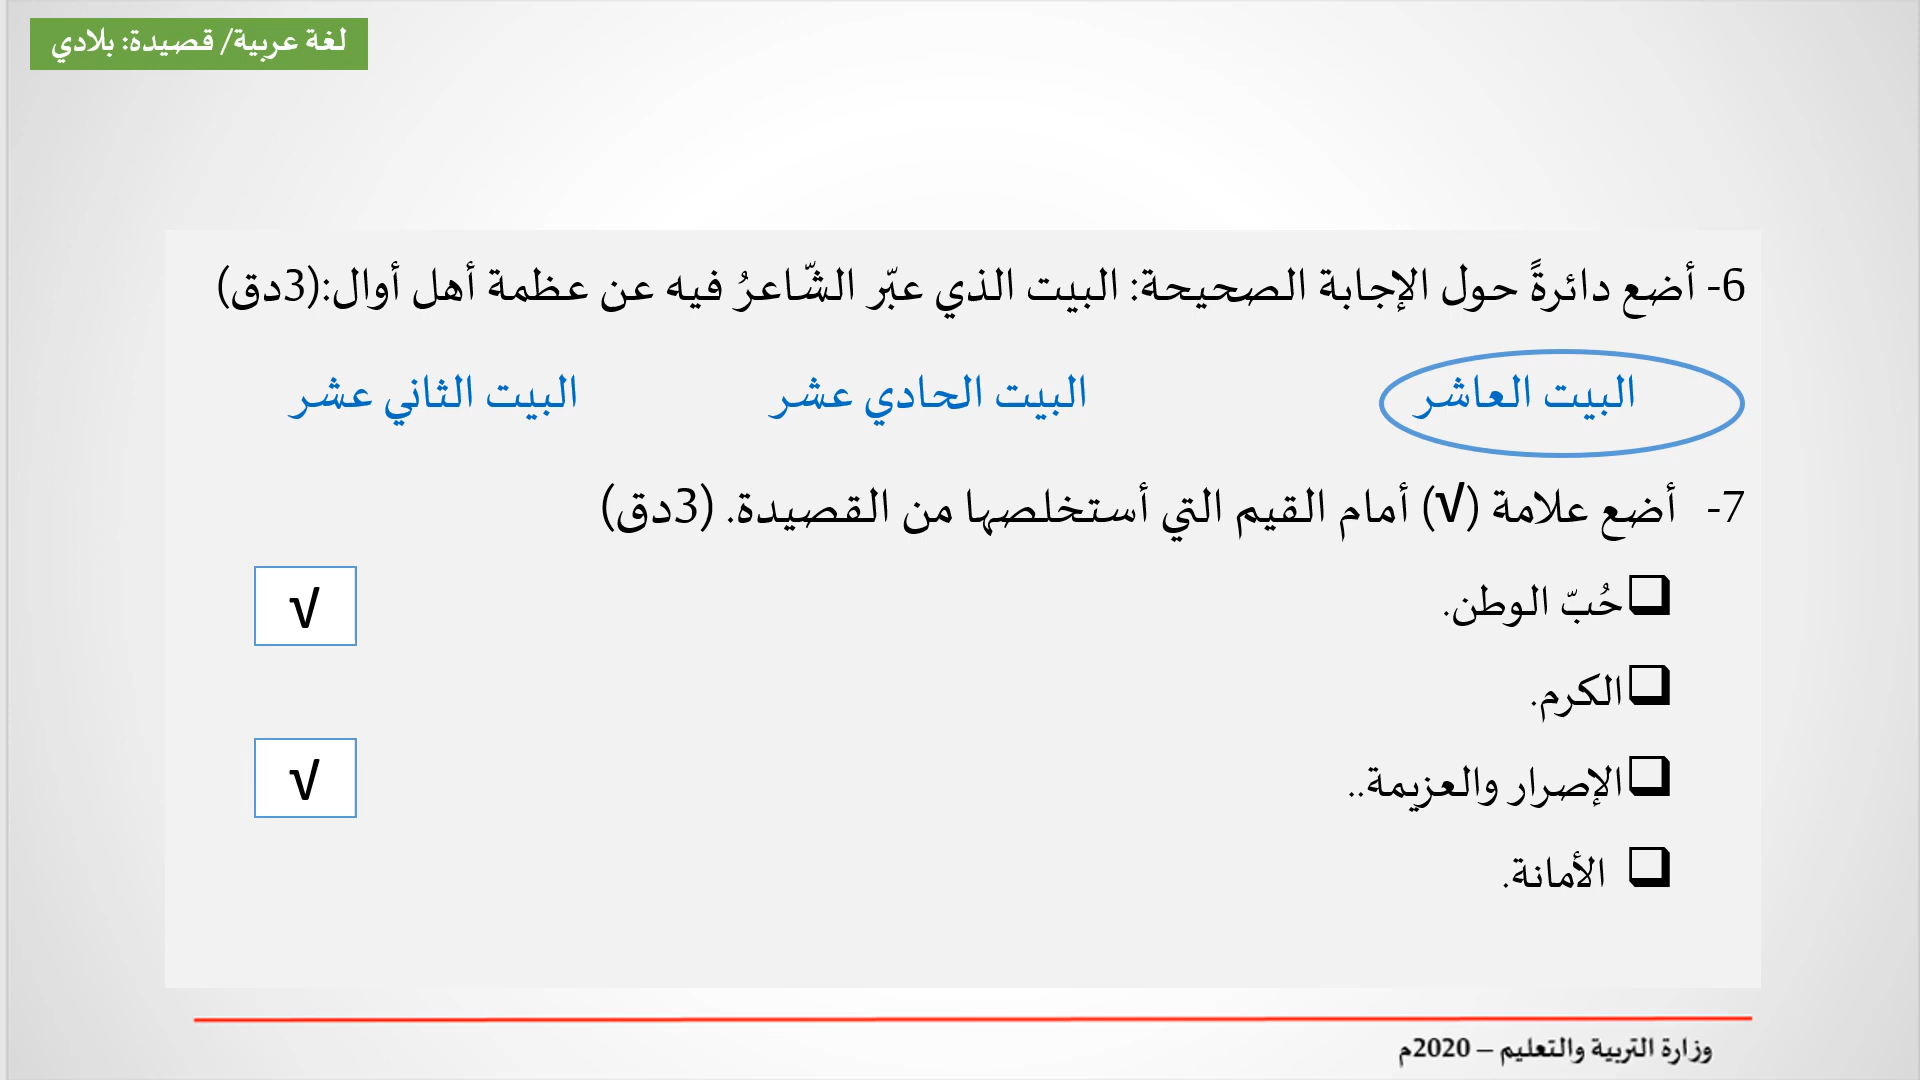 لغة عربية/ قصيدة: بلادي
6- أضع دائرةً حول الإجابة الصحيحة: البيت الذي عبّر الشّاعرُ فيه عن عظمة أهل أوال:(3دق)
البيت العاشر البيت الحادي عشر البيت الثاني عشر
7- أضع علامة (√) أمام القيم التي أستخلصها من القصيدة. (3دق)
حُبّ الوطن. √
الكرم.
الإصرار والعزيمة.. √
الأمانة.
وزارة التربية والتعليم – 2020م